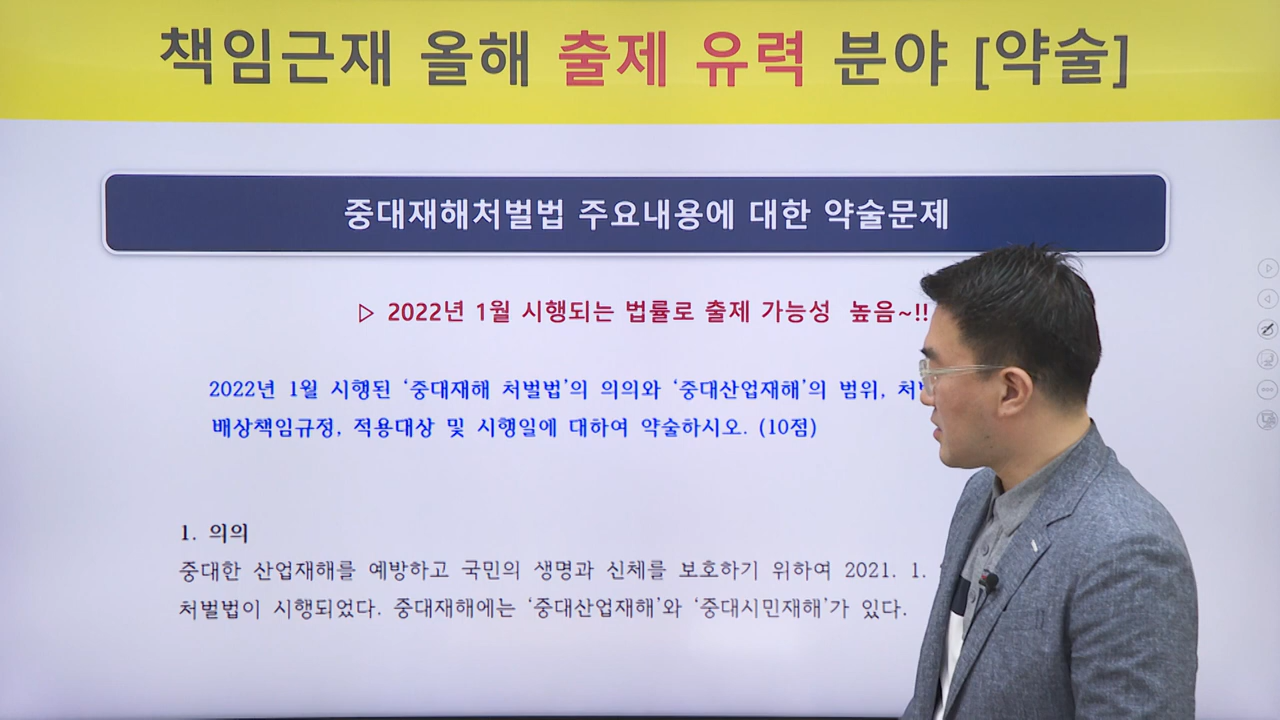 책임근재 올해 출제 유력 분야 [약술]
중대재해처벌법 주요내용에 대한 약술문제
▷ 2022년 1월 시행되는 법률로 출제 가능성 높음~!!
2022년 1월 시행된 ‘중대재해 처벌법’의 의의와 ‘중대산업재해’의 범위,
배상책임규정, 적용대상 및 시행일에 대하여 약술하시오. (10점)
1. 의의
중대한 산업재해를 예방하고 국민의 생명과 신체를 보호하기 위하여 2021. 1.
처벌법이 시행되었다. 중대재해에는 ‘중대산업재해’와 ‘중대시민재해’가 있다.